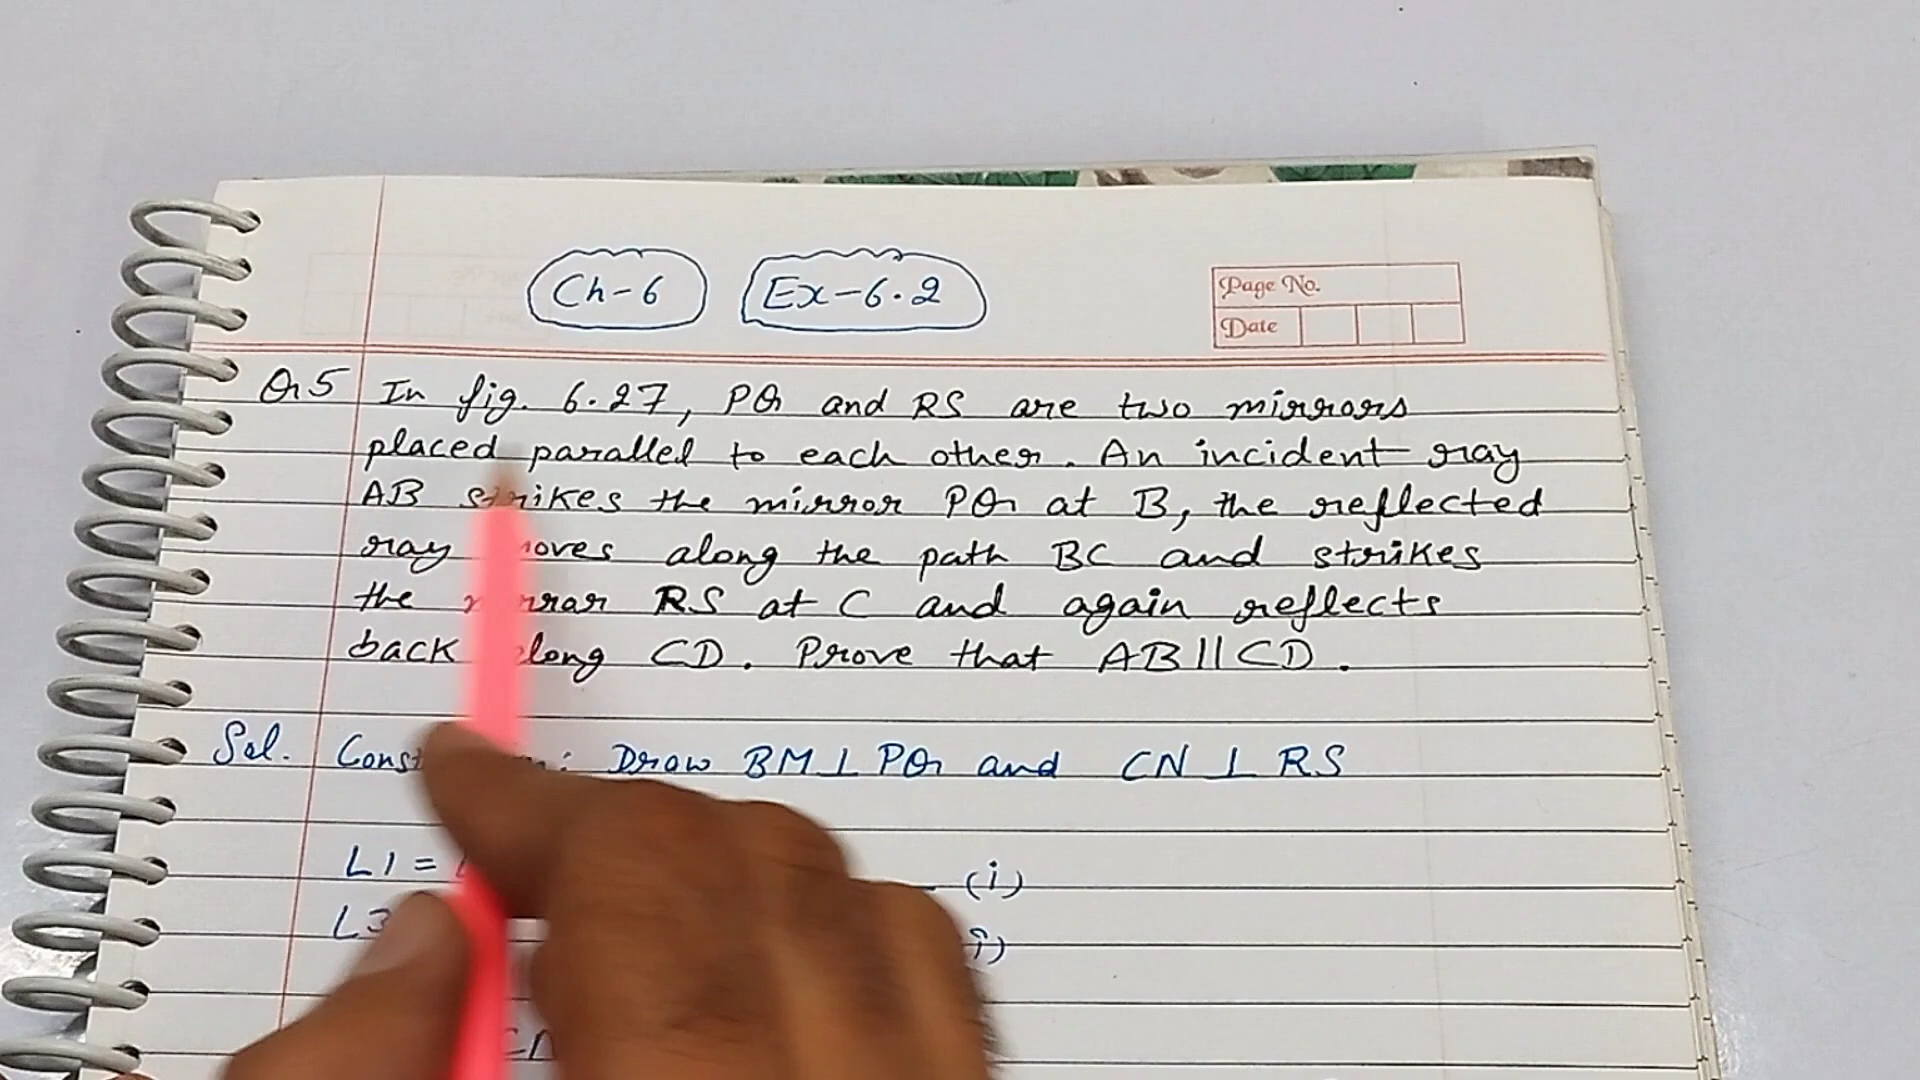 Ch-6 Ex-6.2
Page No.
Date
Q5 In fig. 6.27, PQ and RS are two mirrors
placed parallel to each other. An incident ray
AB strikes the mirror PQ at B, the reflected
ray moves along the path BC and strikes
the RS at C and again reflects
back along CD. Prove that AB||CD.
Sol. Draw BM⊥PQ and CN ⊥ RS
∠1 = (i)
∠3